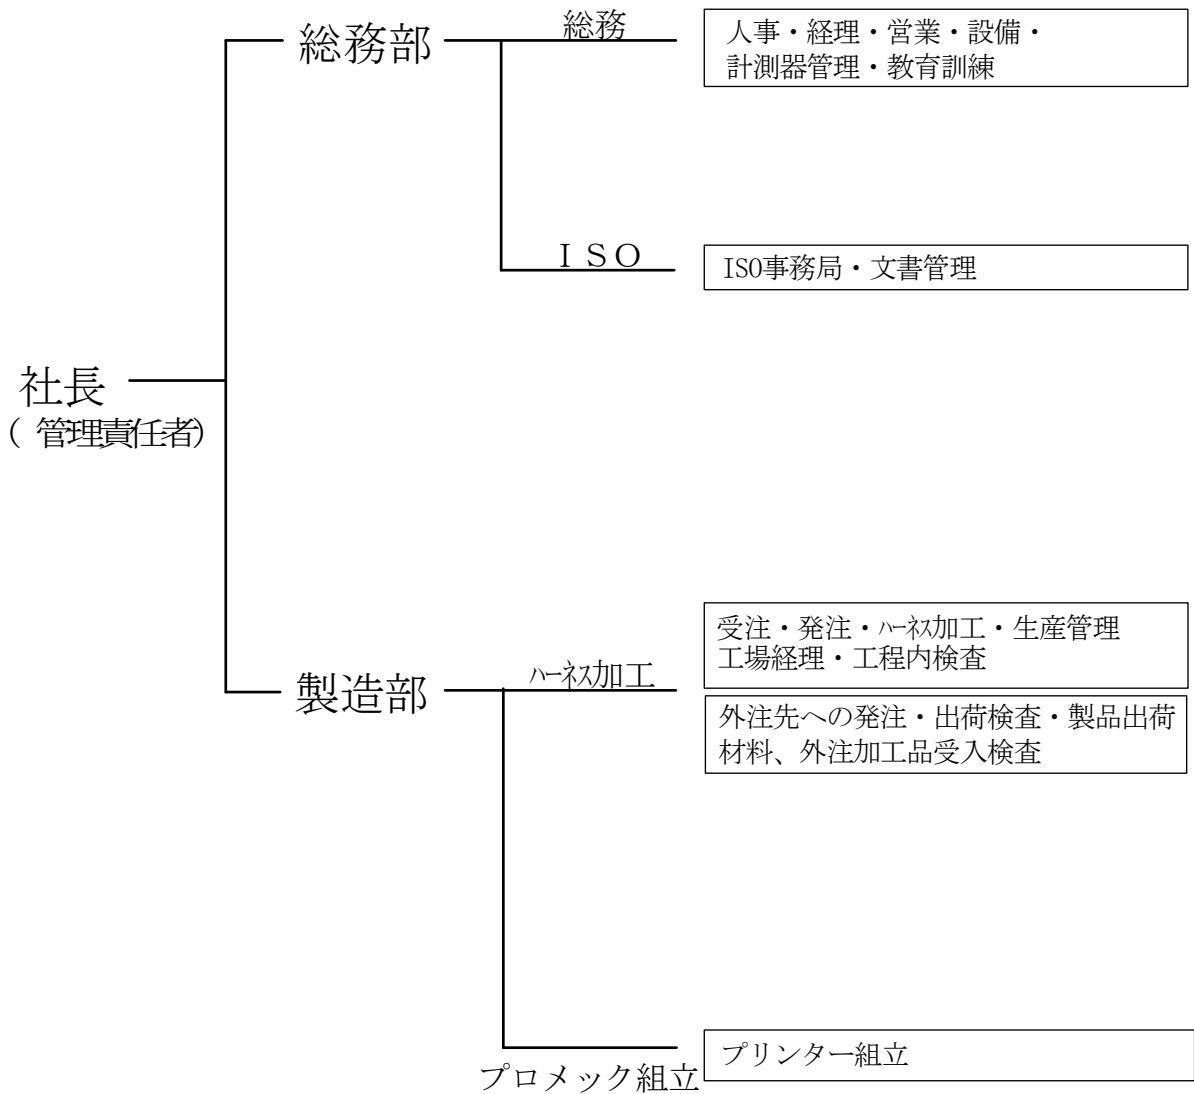 総務部
総務
人事・経理・営業・設備・
計測器管理・教育訓練
ＩＳＯ
ISO事務局・文書管理
社長
(管理責任者)
製造部
ﾊｰﾈｽ加工
受注・発注・ﾊｰﾈｽ加工・生産管理
工場経理・工程内検査
外注先への発注・出荷検査・製品出荷
材料、外注加工品受入検査
プロメック組立
プリンター組立